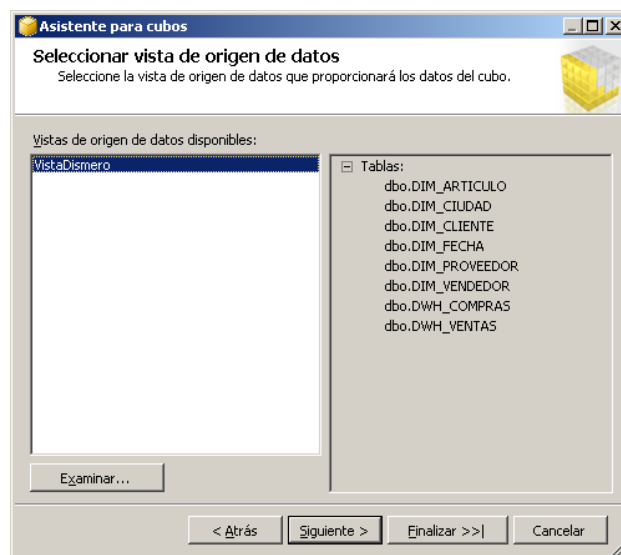 Asistente para cubos
Seleccionar vista de origen de datos
Seleccione la vista de origen de datos que proporcionará los datos del cubo.
Vistas de origen de datos disponibles:
VistaDismero
Tablas:
dbo.DIM_ARTICULO
dbo.DIM_CIUDAD
dbo.DIM_CLIENTE
dbo.DIM_FECHA
dbo.DIM_PROVEEDOR
dbo.DIM_VENDEDOR
dbo.DWH_COMPRAS
dbo.DWH_VENTAS
Examinar...
< Atrás Siguiente > Finalizar >>| Cancelar